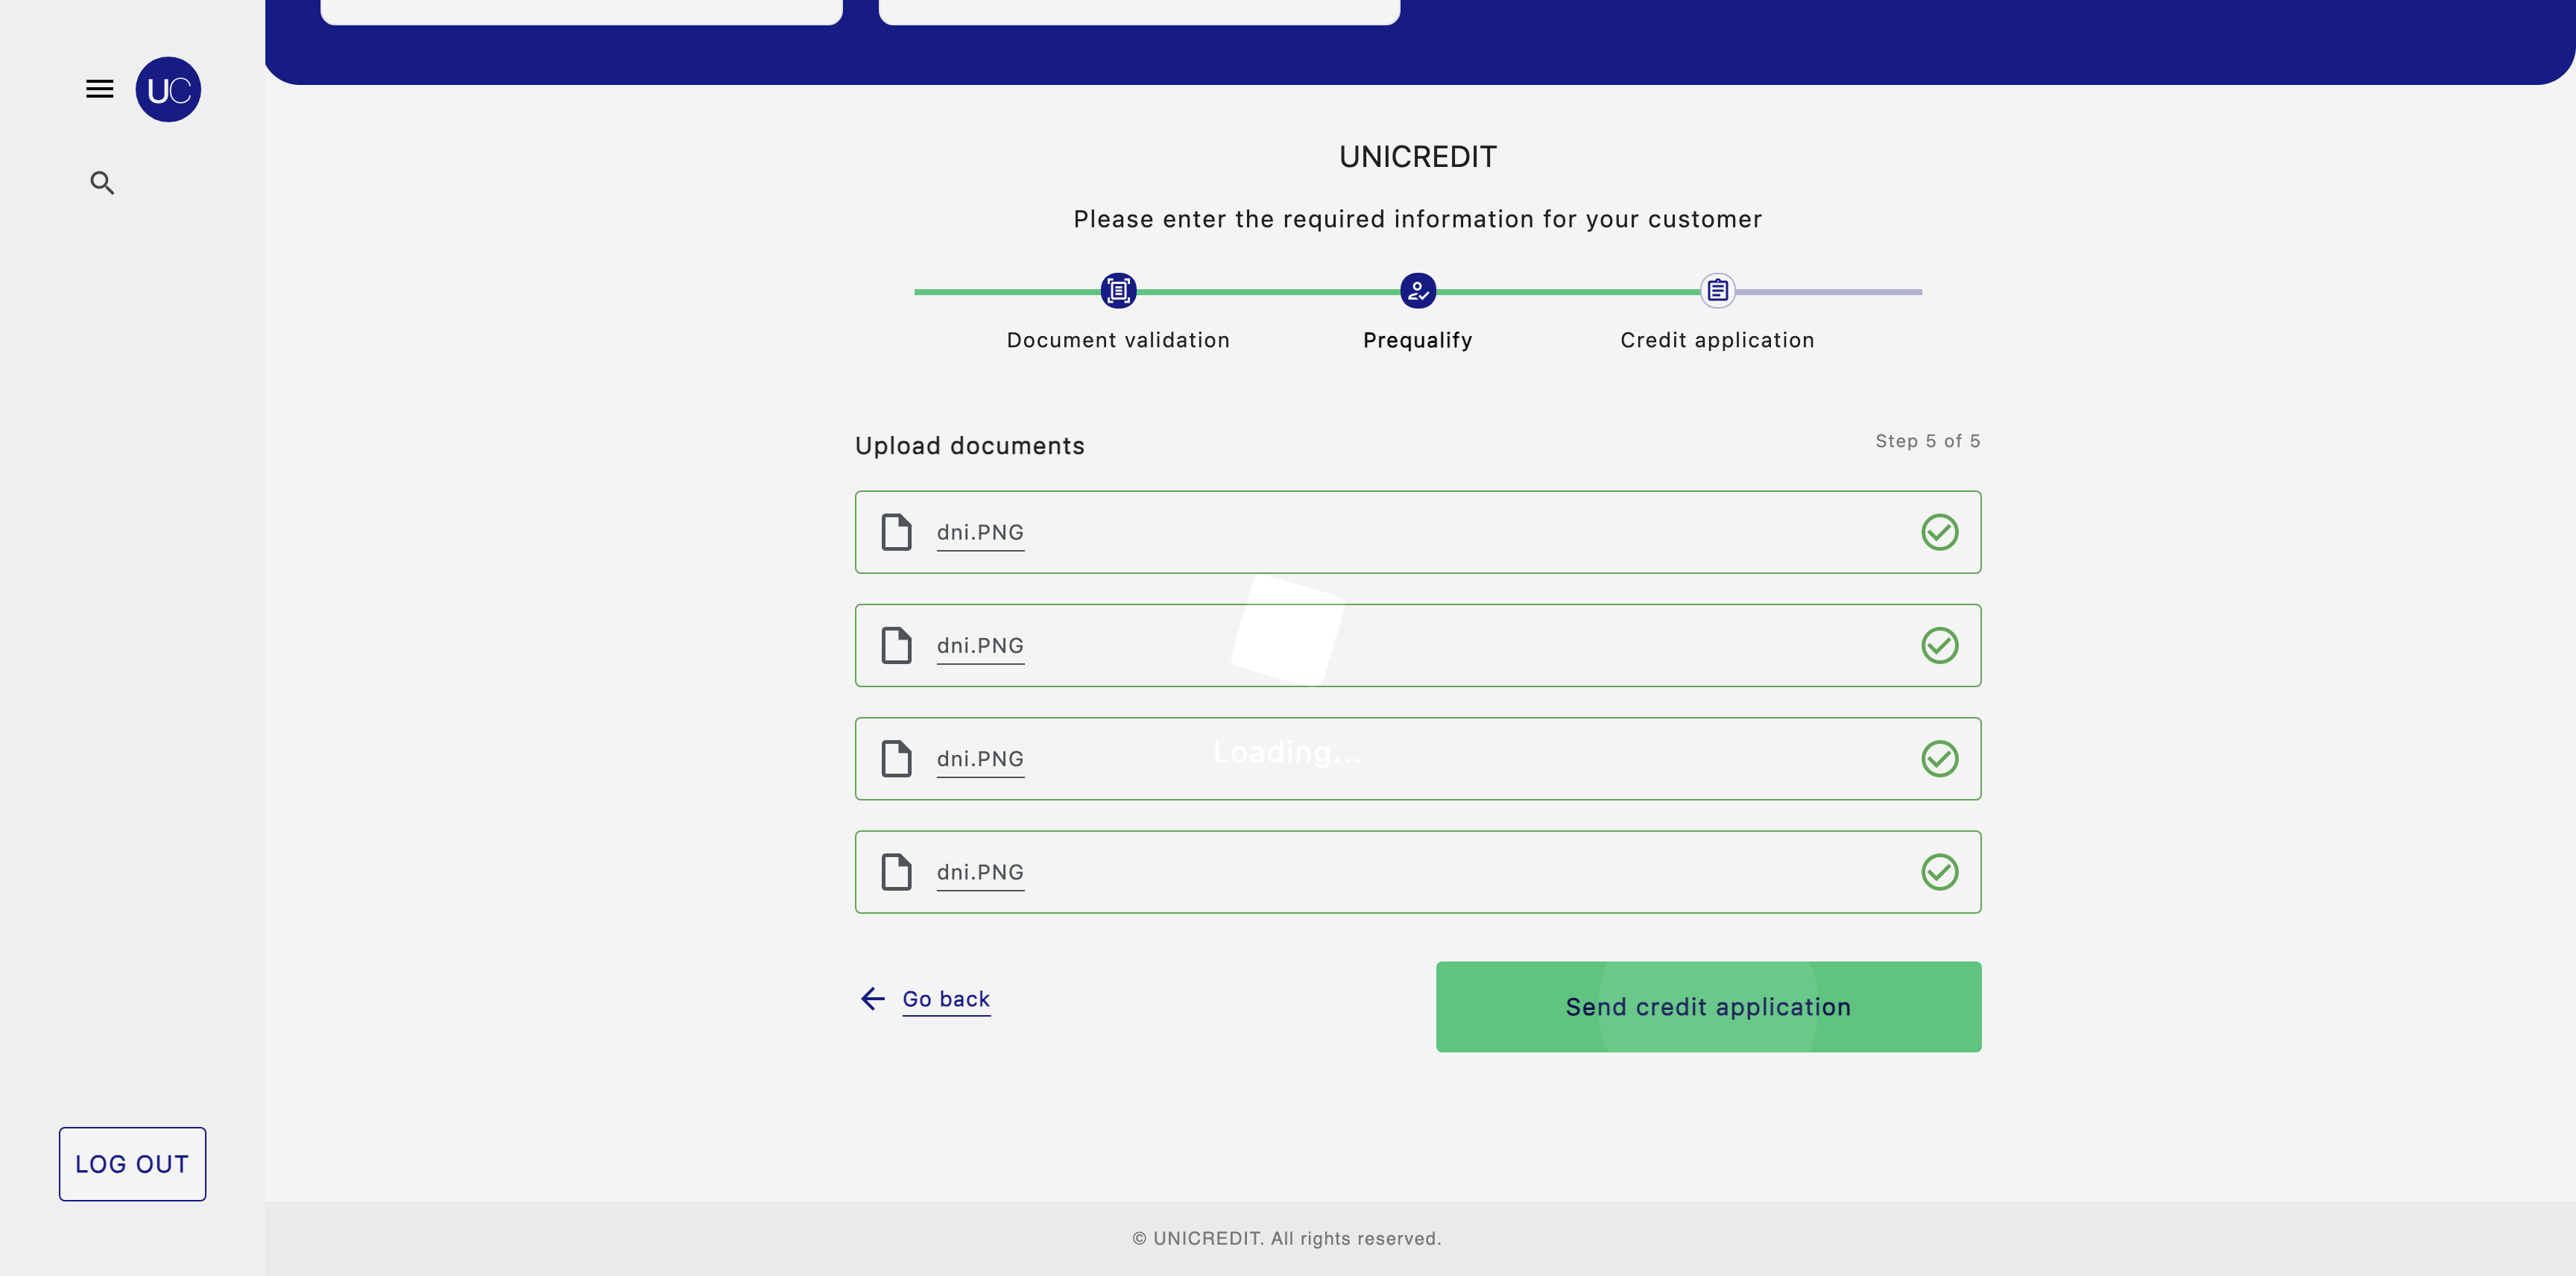 UC
UNICREDIT
Please enter the required information for your customer
Document validation
Prequalify
Credit application
Upload documents
Step 5 of 5
dni.PNG
dni.PNG
dni.PNG
Loading...
dni.PNG
Go back
Send credit application
LOG OUT
© UNICREDIT. All rights reserved.